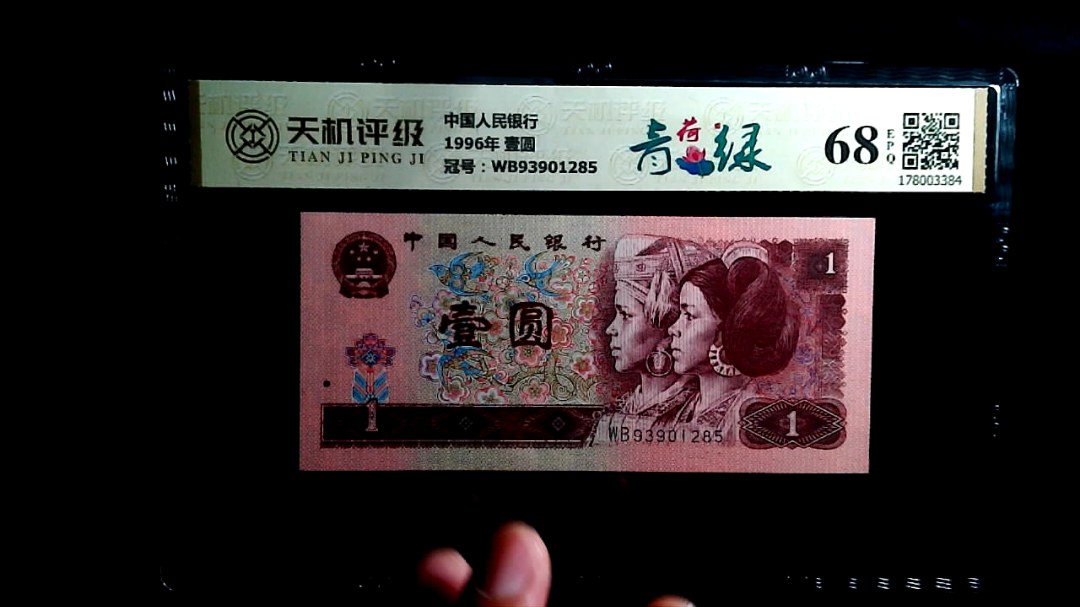 天机评级
TIAN JI PING JI
中国人民银行
1996年 壹圆
冠号：WB93901285
青荷绿
68
EPQ
178003384
中国人民银行
1
壹圆
1
WB93901285
1